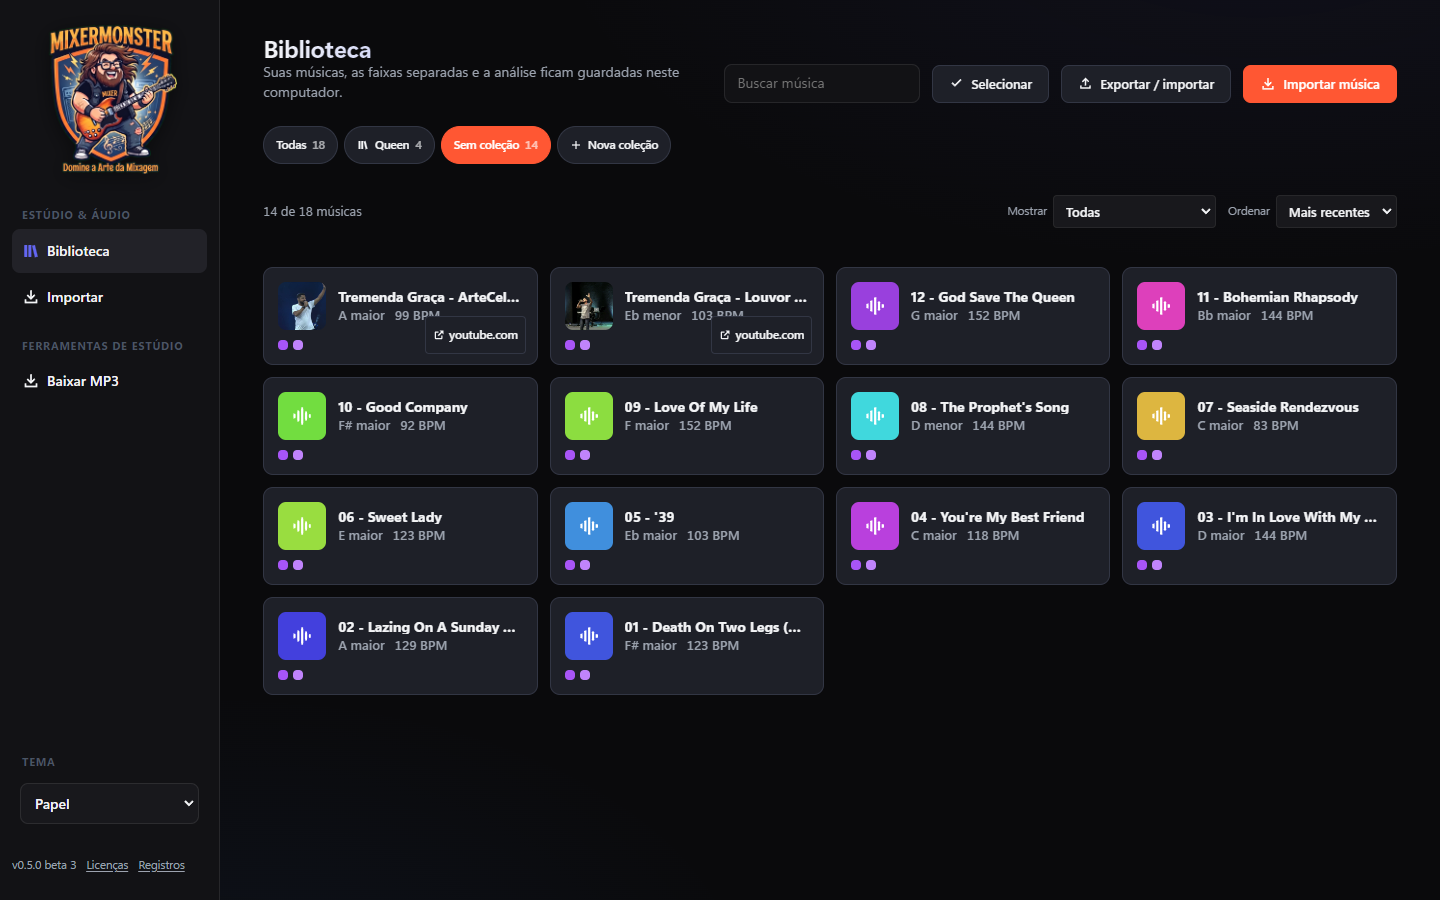 MIXERMONSTER
MIXER
Domine a Arte da Mixagem
ESTÚDIO & ÁUDIO
Biblioteca
Importar
FERRAMENTAS DE ESTÚDIO
Baixar MP3
TEMA
Papel
v0.5.0 beta 3 Licenças Registros
Biblioteca
Suas músicas, as faixas separadas e a análise ficam guardadas neste
computador.
Buscar música
Selecionar
Exportar / importar
Importar música
Todas 18
Queen 4
Sem coleção 14
Nova coleção
14 de 18 músicas
Mostrar Todas
Ordenar Mais recentes
Tremenda Graça - ArteCel...
A maior 99 BPM
youtube.com
Tremenda Graça - Louvor ...
Eb menor 103 BPM
youtube.com
12 - God Save The Queen
G maior 152 BPM
11 - Bohemian Rhapsody
Bb maior 144 BPM
10 - Good Company
F# maior 92 BPM
09 - Love Of My Life
F maior 152 BPM
08 - The Prophet's Song
D menor 144 BPM
07 - Seaside Rendezvous
C maior 83 BPM
06 - Sweet Lady
E maior 123 BPM
05 - '39
Eb maior 103 BPM
04 - You're My Best Friend
C maior 118 BPM
03 - I'm In Love With My ...
D maior 144 BPM
02 - Lazing On A Sunday ...
A maior 129 BPM
01 - Death On Two Legs (...
F# maior 123 BPM